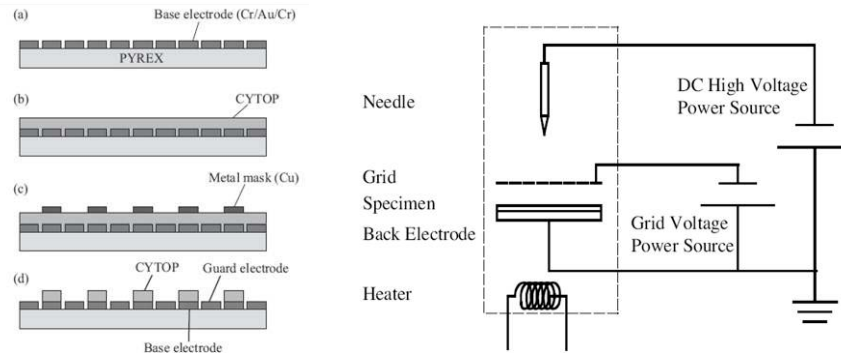 (a)
Base electrode (Cr/Au/Cr)
PYREX
(b)
CYTOP
(c)
Metal mask (Cu)
(d)
CYTOP
Guard electrode
Base electrode
Needle
DC High Voltage
Power Source
Grid
Specimen
Back Electrode
Grid Voltage
Power Source
Heater